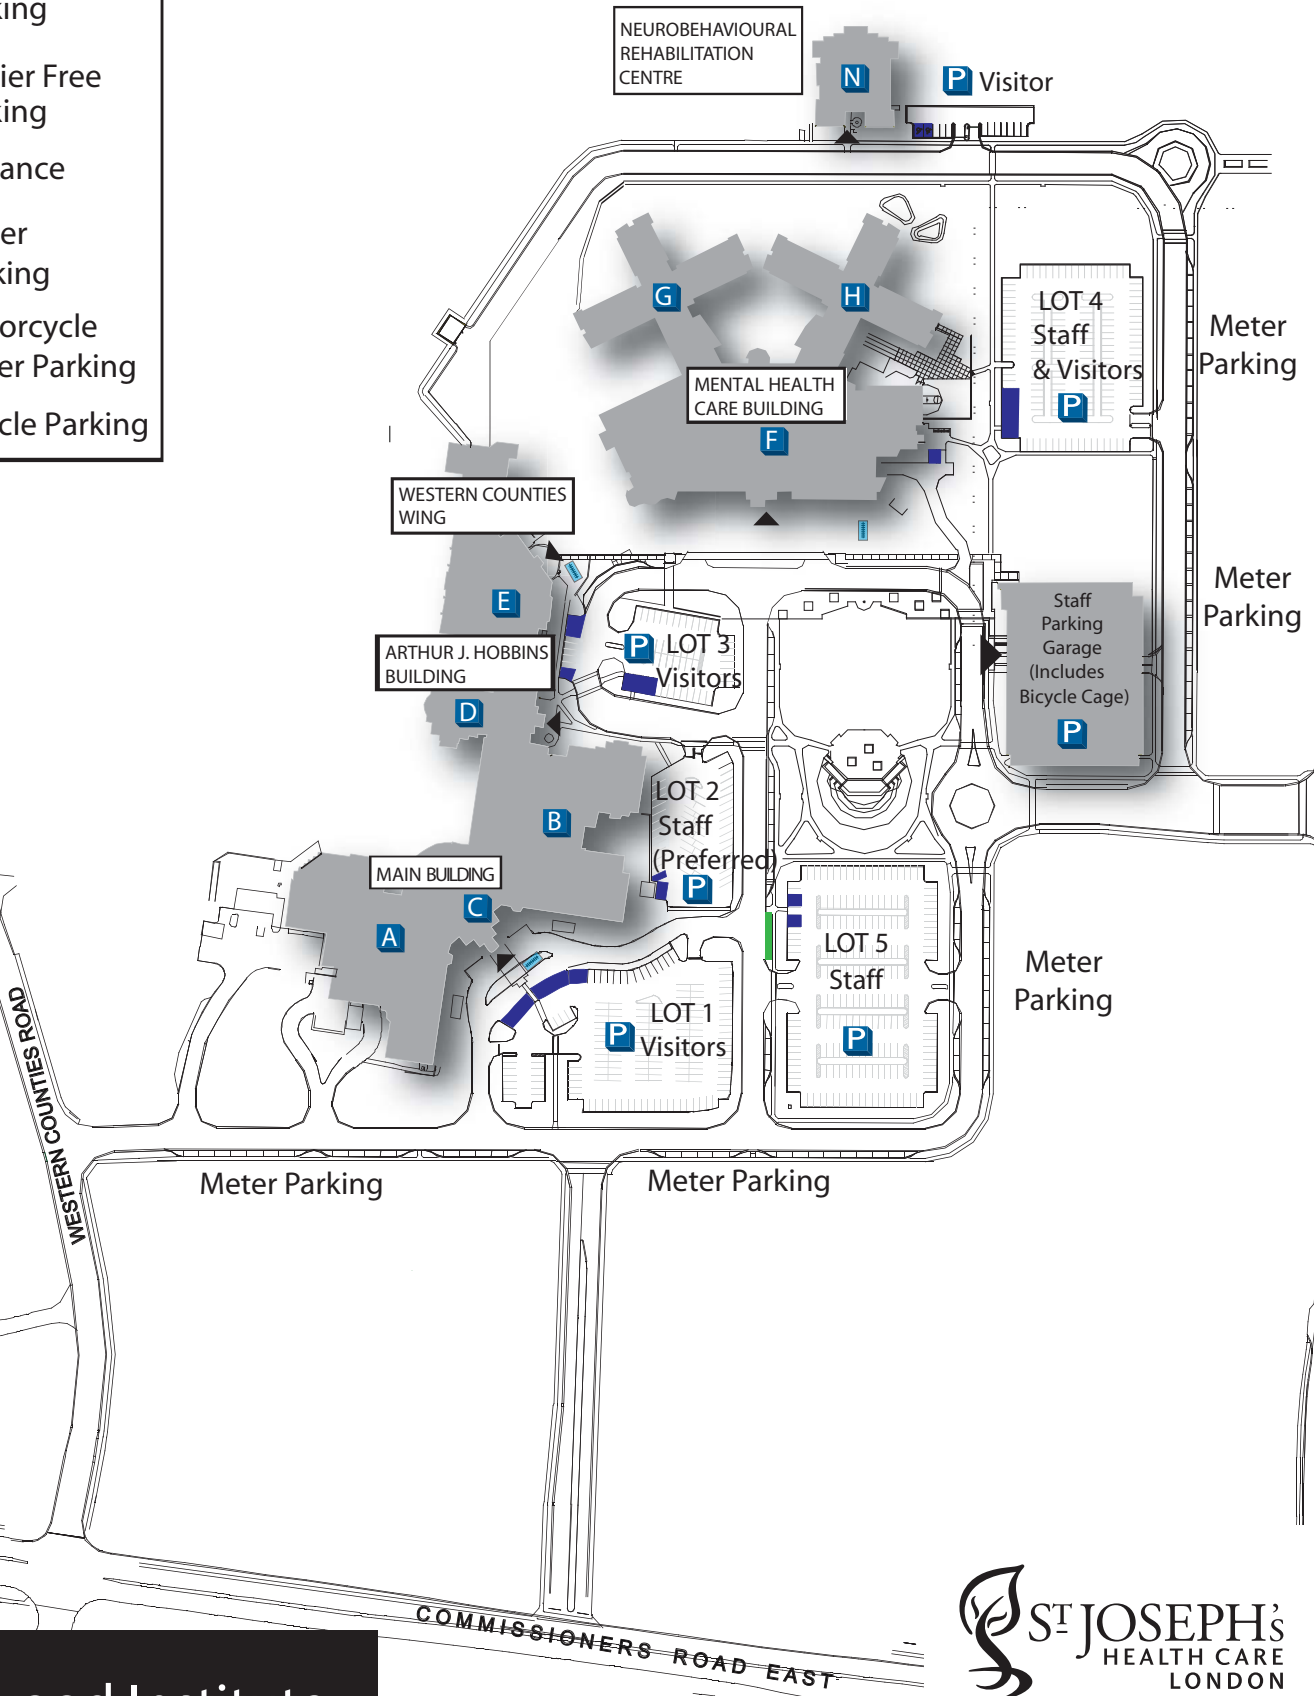 king
ier Free
king
ance
er
king
orcycle
er Parking
cle Parking
NEUROBEHAVIOURAL
REHABILITATION
CENTRE
N
P Visitor
G
H
LOT 4
Staff
& Visitors
P
Meter
Parking
MENTAL HEALTH
CARE BUILDING
F
WESTERN COUNTIES
WING
E
Meter
Parking
Staff
Parking
Garage
(Includes
Bicycle Cage)
P
P LOT 3
Visitors
ARTHUR J. HOBBINS
BUILDING
D
LOT 2
Staff
(Preferred)
P
B
MAIN BUILDING
C
A
LOT 5
Staff
P
Meter
Parking
LOT 1
P Visitors
WESTERN COUNTIES ROAD
Meter Parking
Meter Parking
COMMISSIONERS ROAD EAST
ST JOSEPH's
HEALTH CARE
LONDON